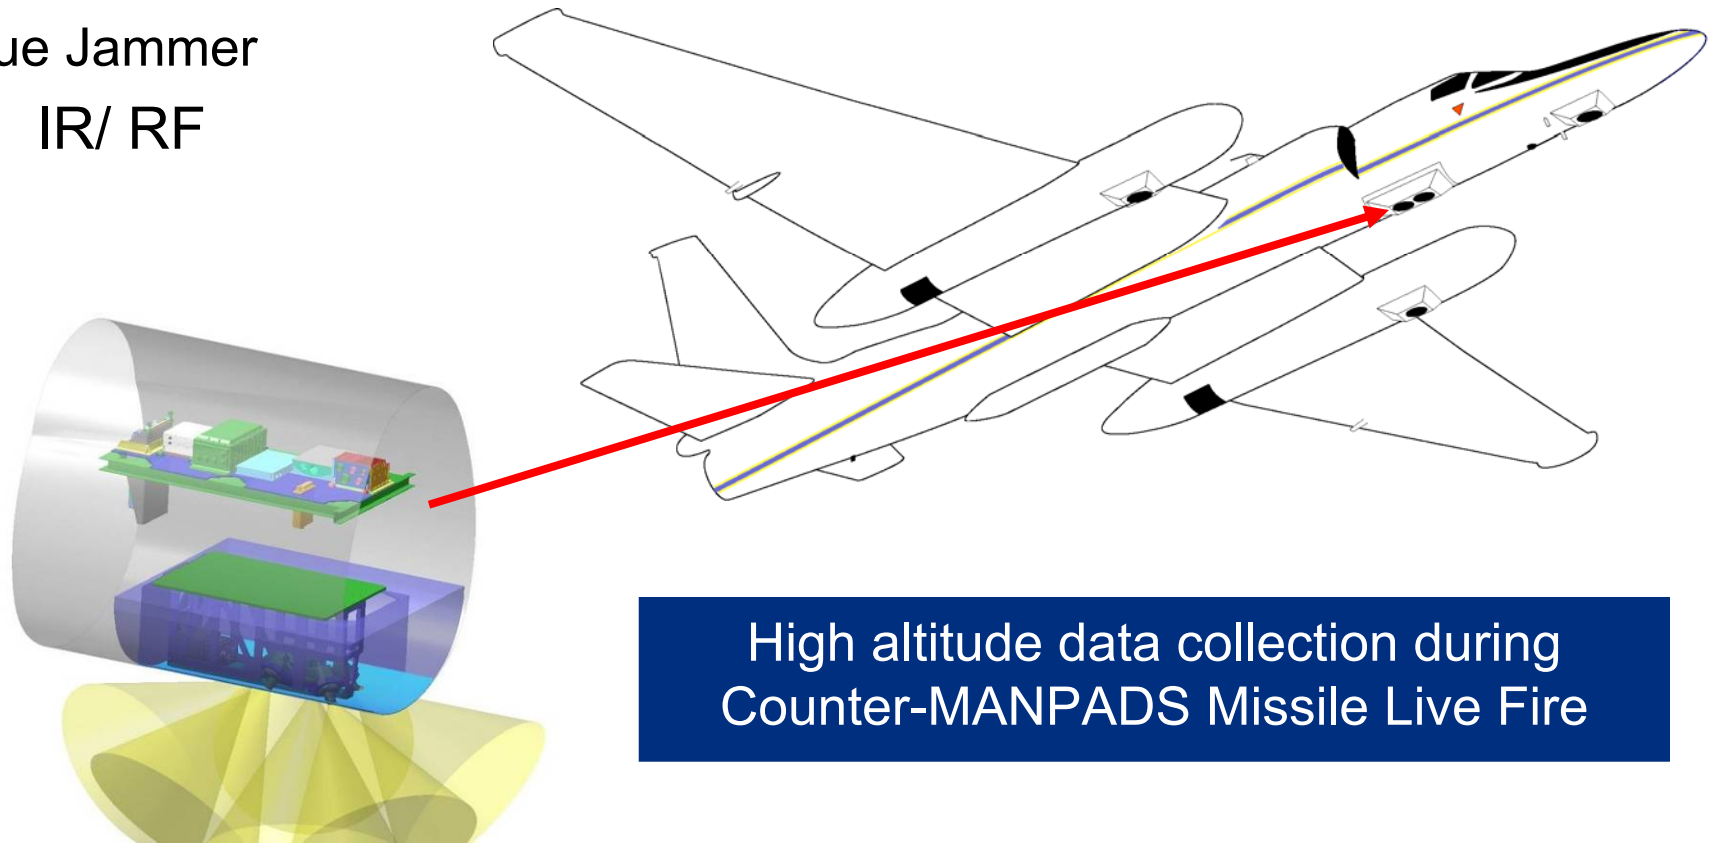 ue Jammer
IR/ RF
High altitude data collection during
Counter-MANPADS Missile Live Fire